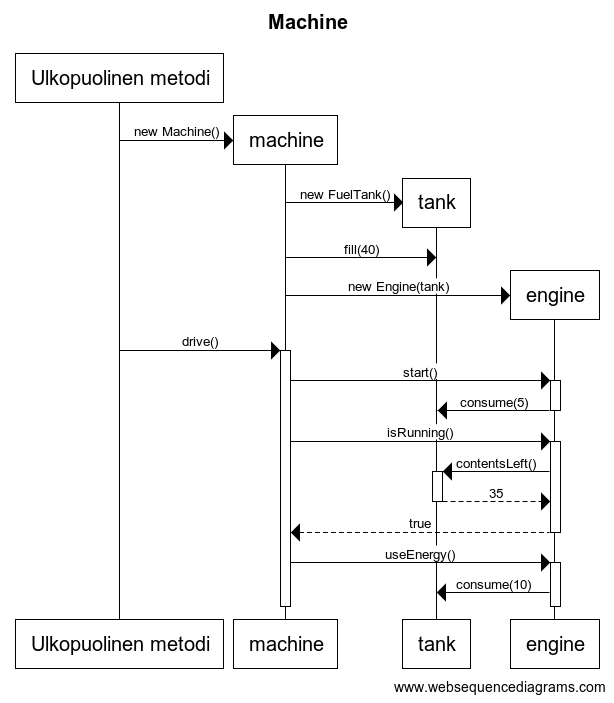 Machine
Ulkopuolinen metodi
new Machine()
machine
new FuelTank()
tank
fill(40)
new Engine(tank)
engine
drive()
start()
consume(5)
isRunning()
contentsLeft()
35
true
useEnergy()
consume(10)
Ulkopuolinen metodi
machine
tank
engine
www.websequencediagrams.com